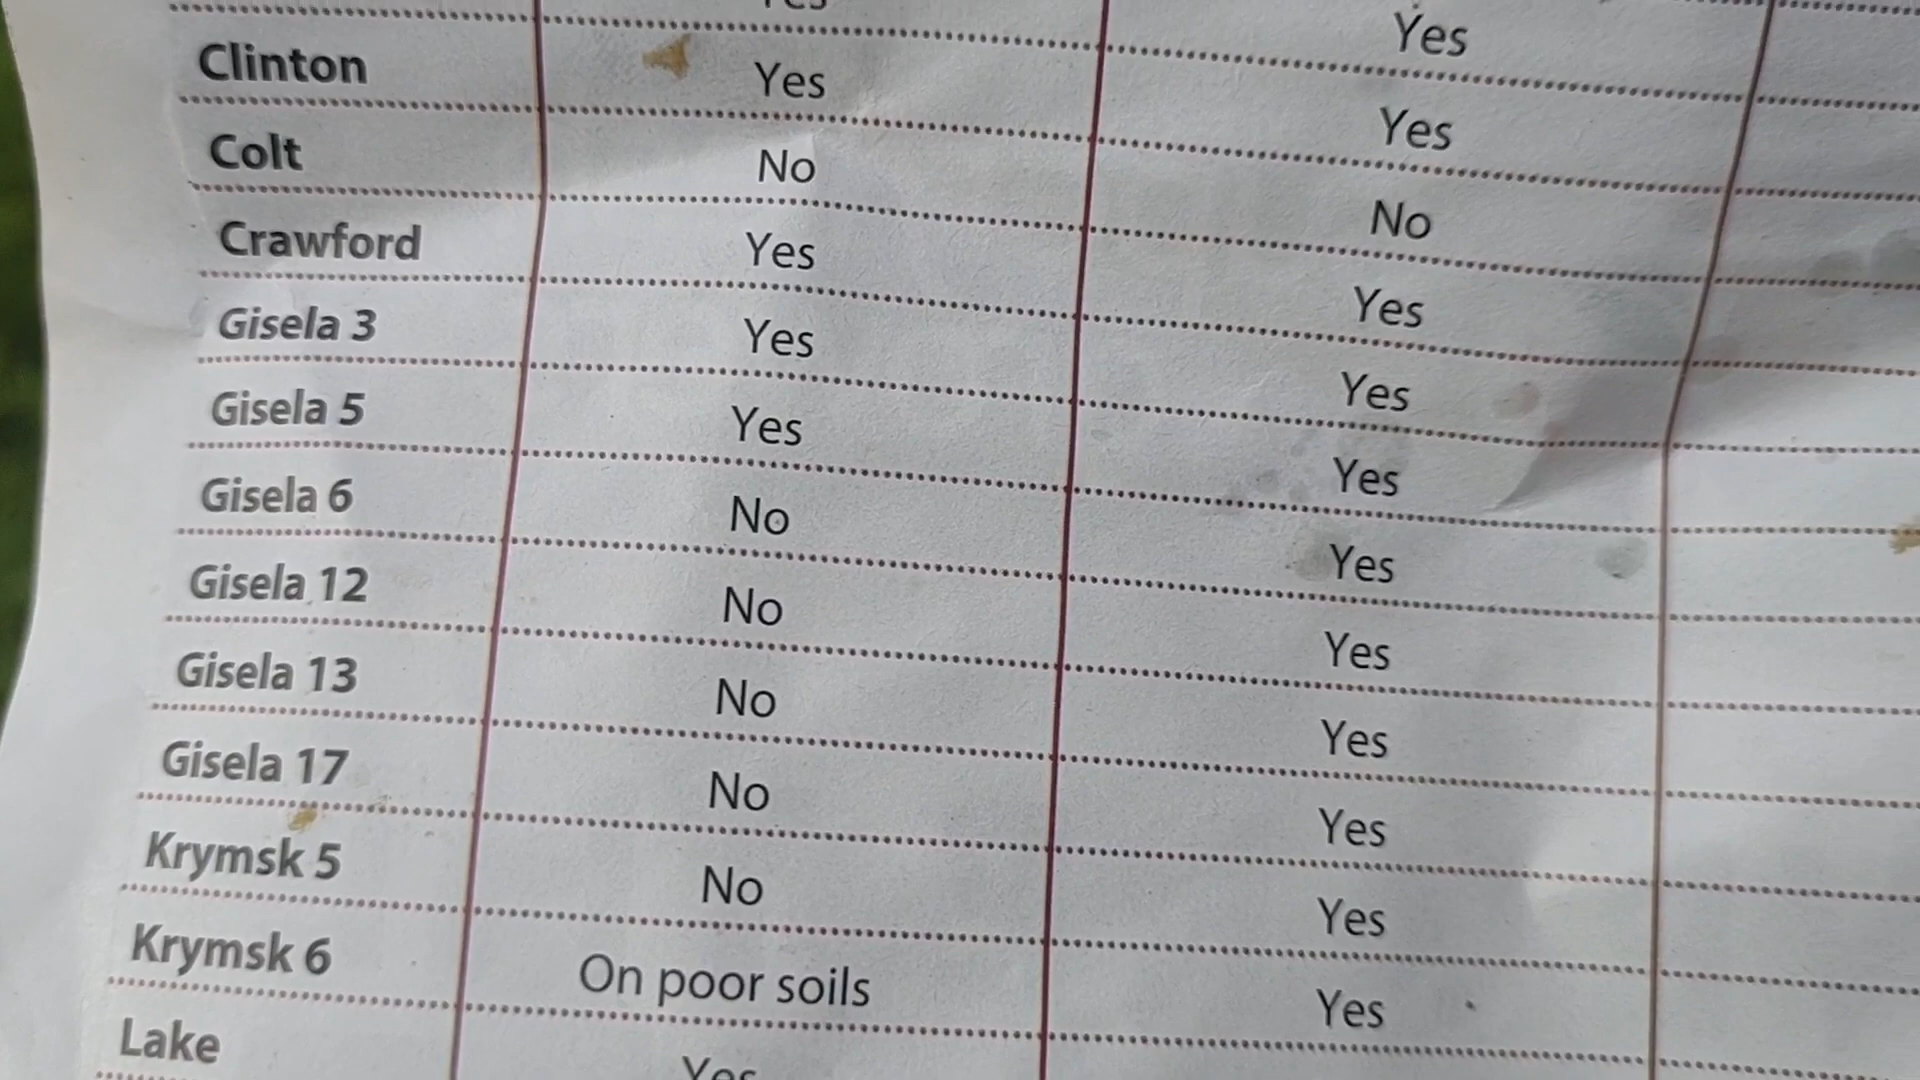 Yes Yes
Clinton Yes Yes
Colt No No
Crawford Yes Yes
Gisela 3 Yes Yes
Gisela 5 Yes Yes
Gisela 6 No Yes
Gisela 12 No Yes
Gisela 13 No Yes
Gisela 17 No Yes
Krymsk 5 No Yes
Krymsk 6 On poor soils Yes
Lake Yes